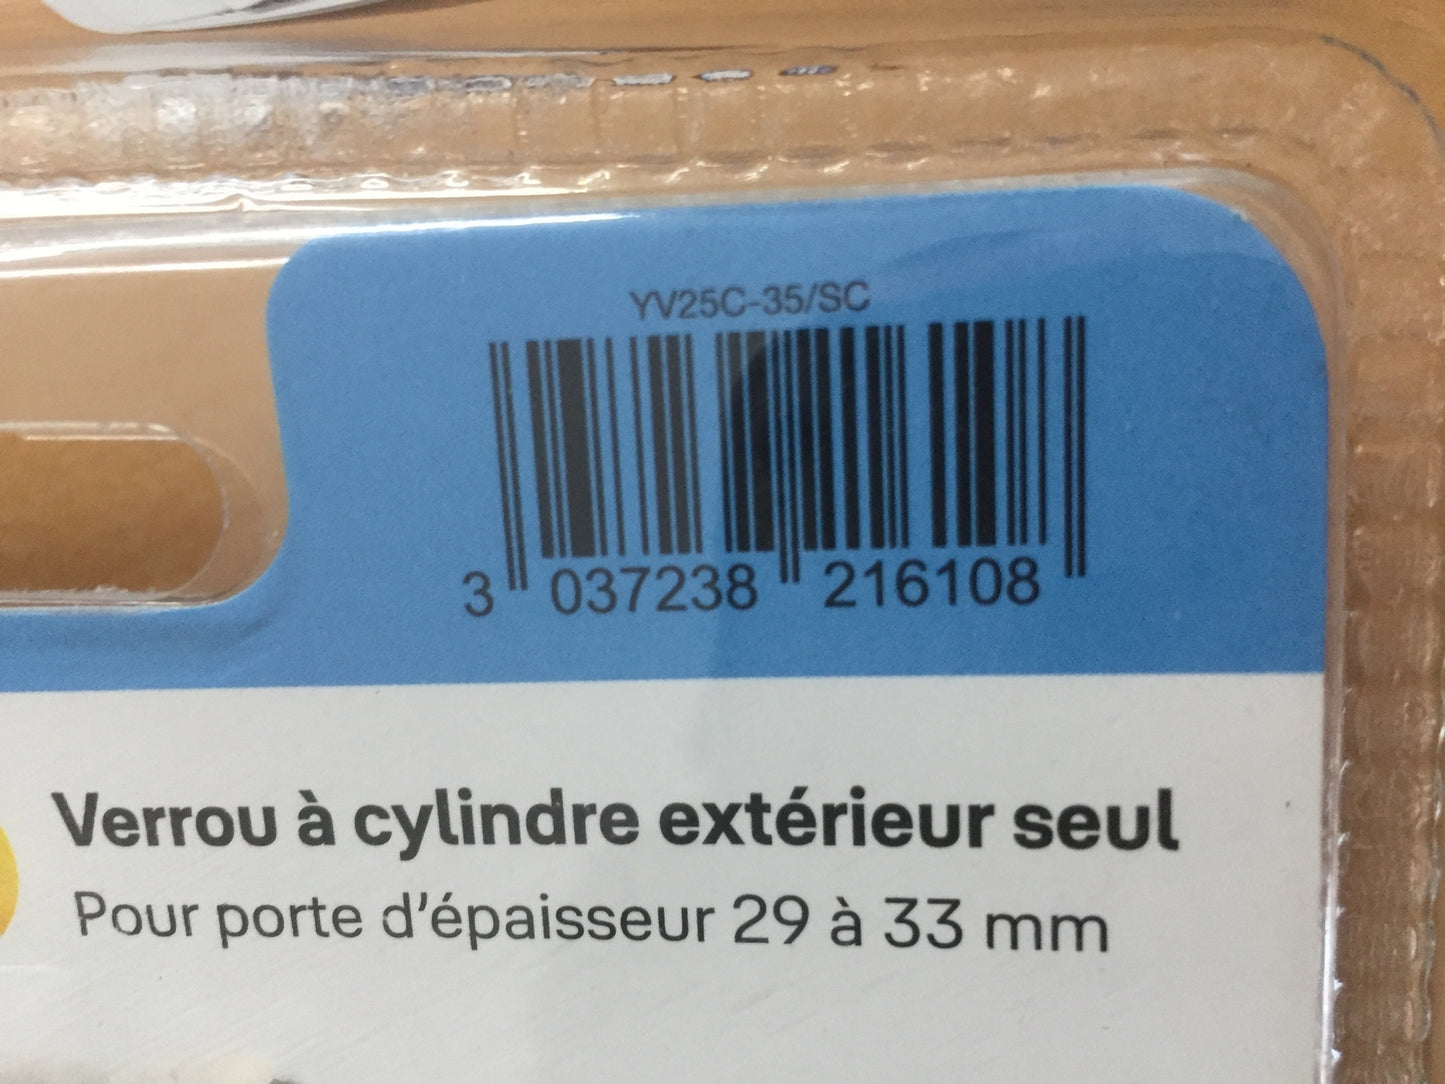 YV25C-35/SC
3 037238 216108
Verrou à cylindre extérieur seul
Pour porte d'épaisseur 29 à 33 mm